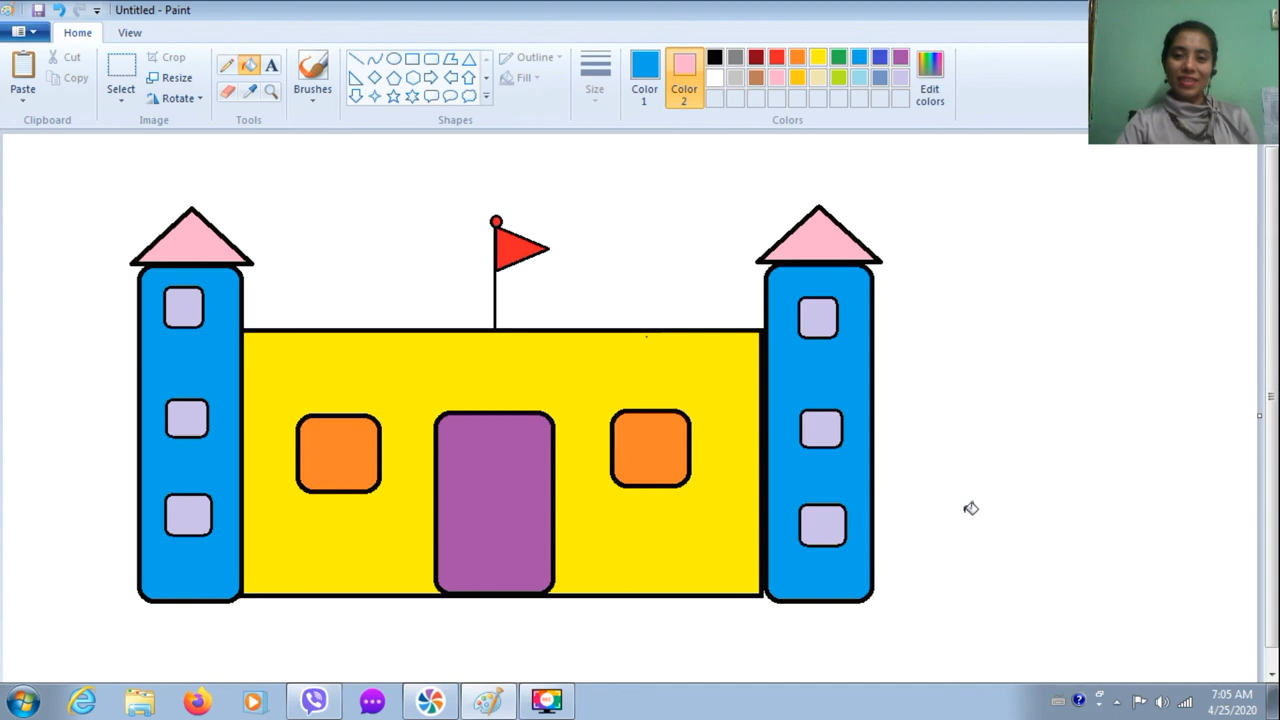 Untitled - Paint
Home View
Paste
Cut
Copy
Clipboard
Select
Crop
Resize
Rotate
Image
A
Tools
Brushes
Shapes
Outline
Fill
Size
Color 1
Color 2
Edit colors
Colors
7:05 AM
4/25/2020